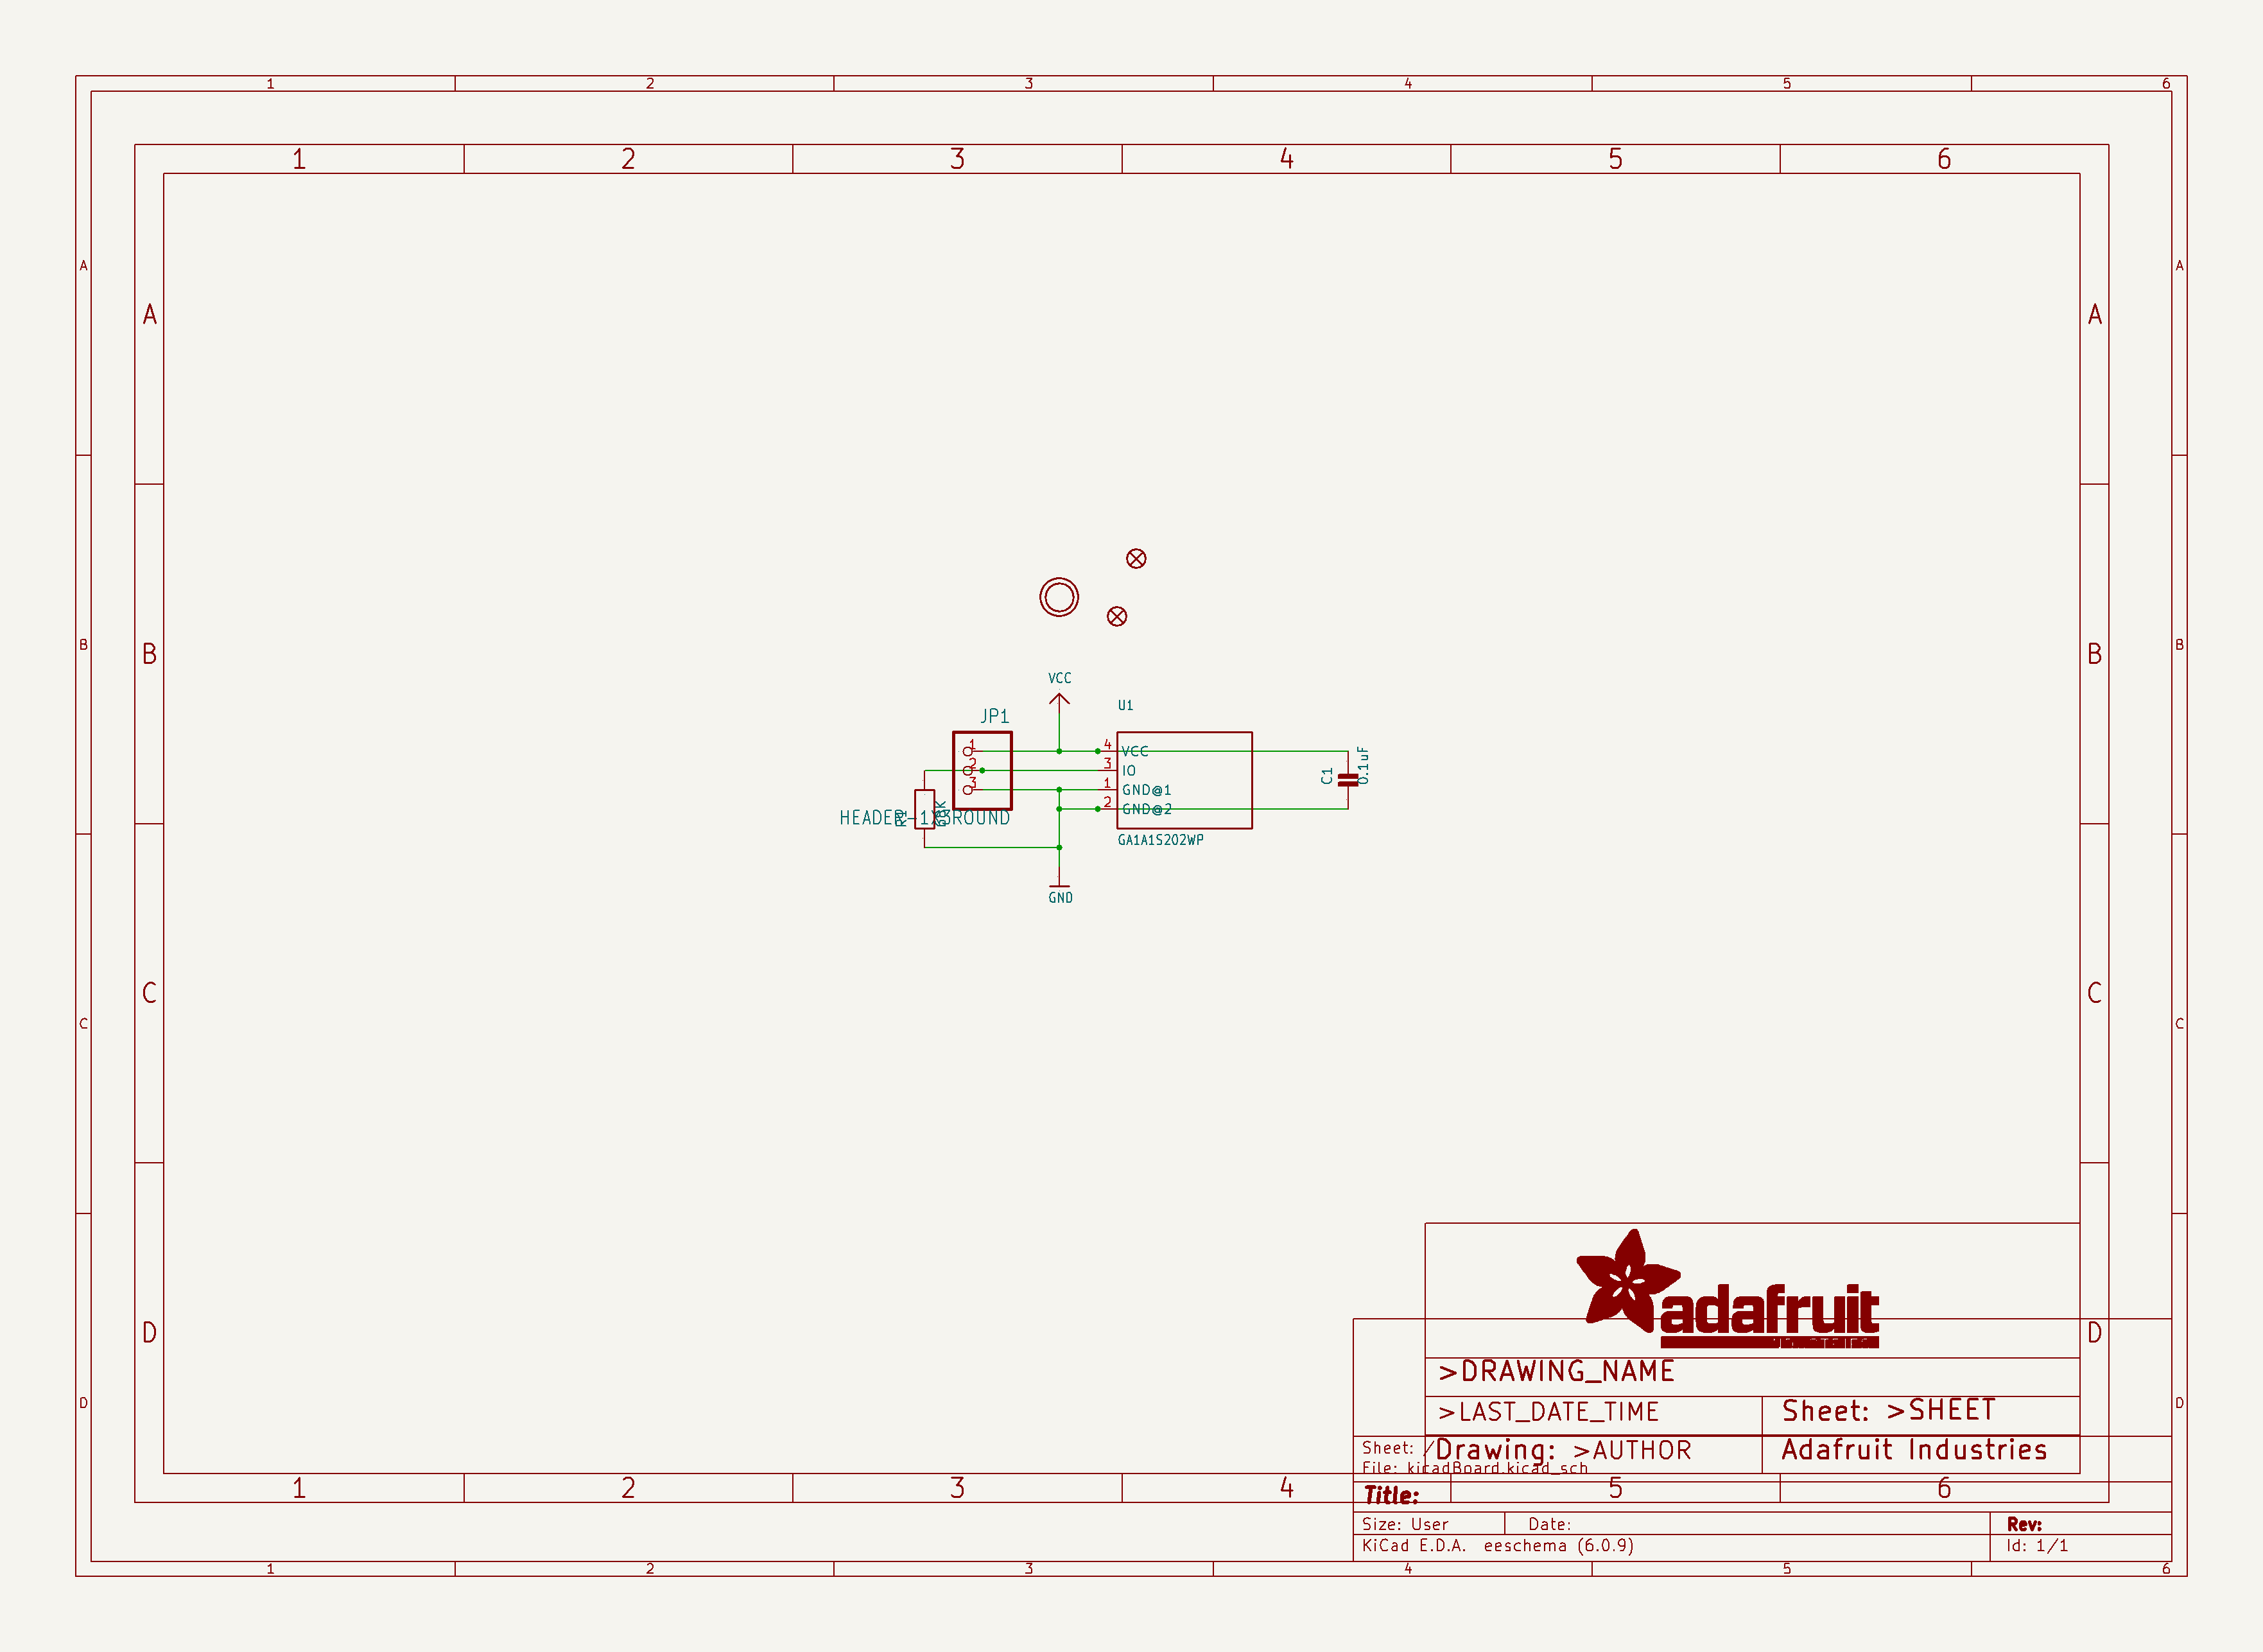 1 2 3 4 5 6
1 2 3 4 5 6
A A A A
B B B B
VCC
U1
JP1
1 4 VCC
2 3 IO
3 1 GND@1
2 GND@2
C1 0.1uF
R1 68K
HEADER-1X3ROUND
GA1A1S202WP
GND
C C C C
D D D D
adafruit
>DRAWING_NAME
>LAST_DATE_TIME
Sheet: >SHEET
Sheet: /
Drawing: >AUTHOR
Adafruit Industries
File: kicadBoard.kicad_sch
1 2 3 4 5 6
Title:
Size: User
Date:
Rev:
KiCad E.D.A. eeschema (6.0.9)
Id: 1/1
1 2 3 4 5 6